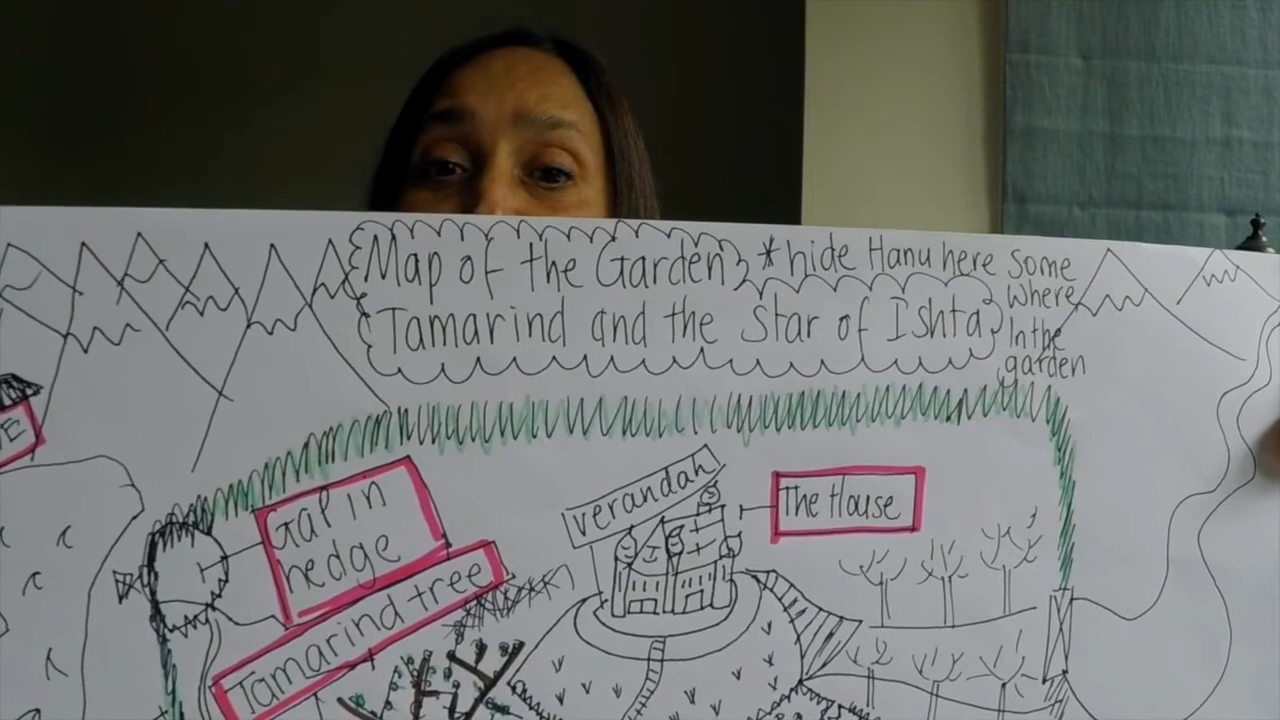 Map of the Garden
Tamarind and the Star of Ishta
*hide Hanu here some
where
In the
garden
verandah
The House
Gap in
hedge
Tamarind tree